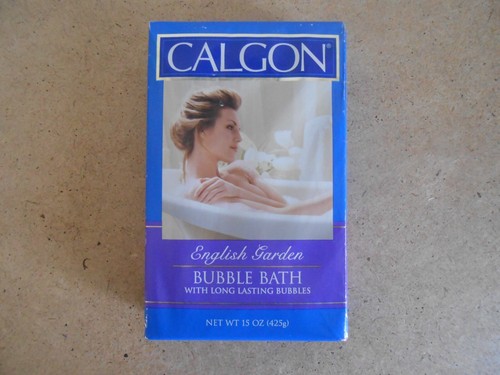 CALGON®
English Garden
BUBBLE BATH
WITH LONG LASTING BUBBLES
NET WT 15 OZ (425g)